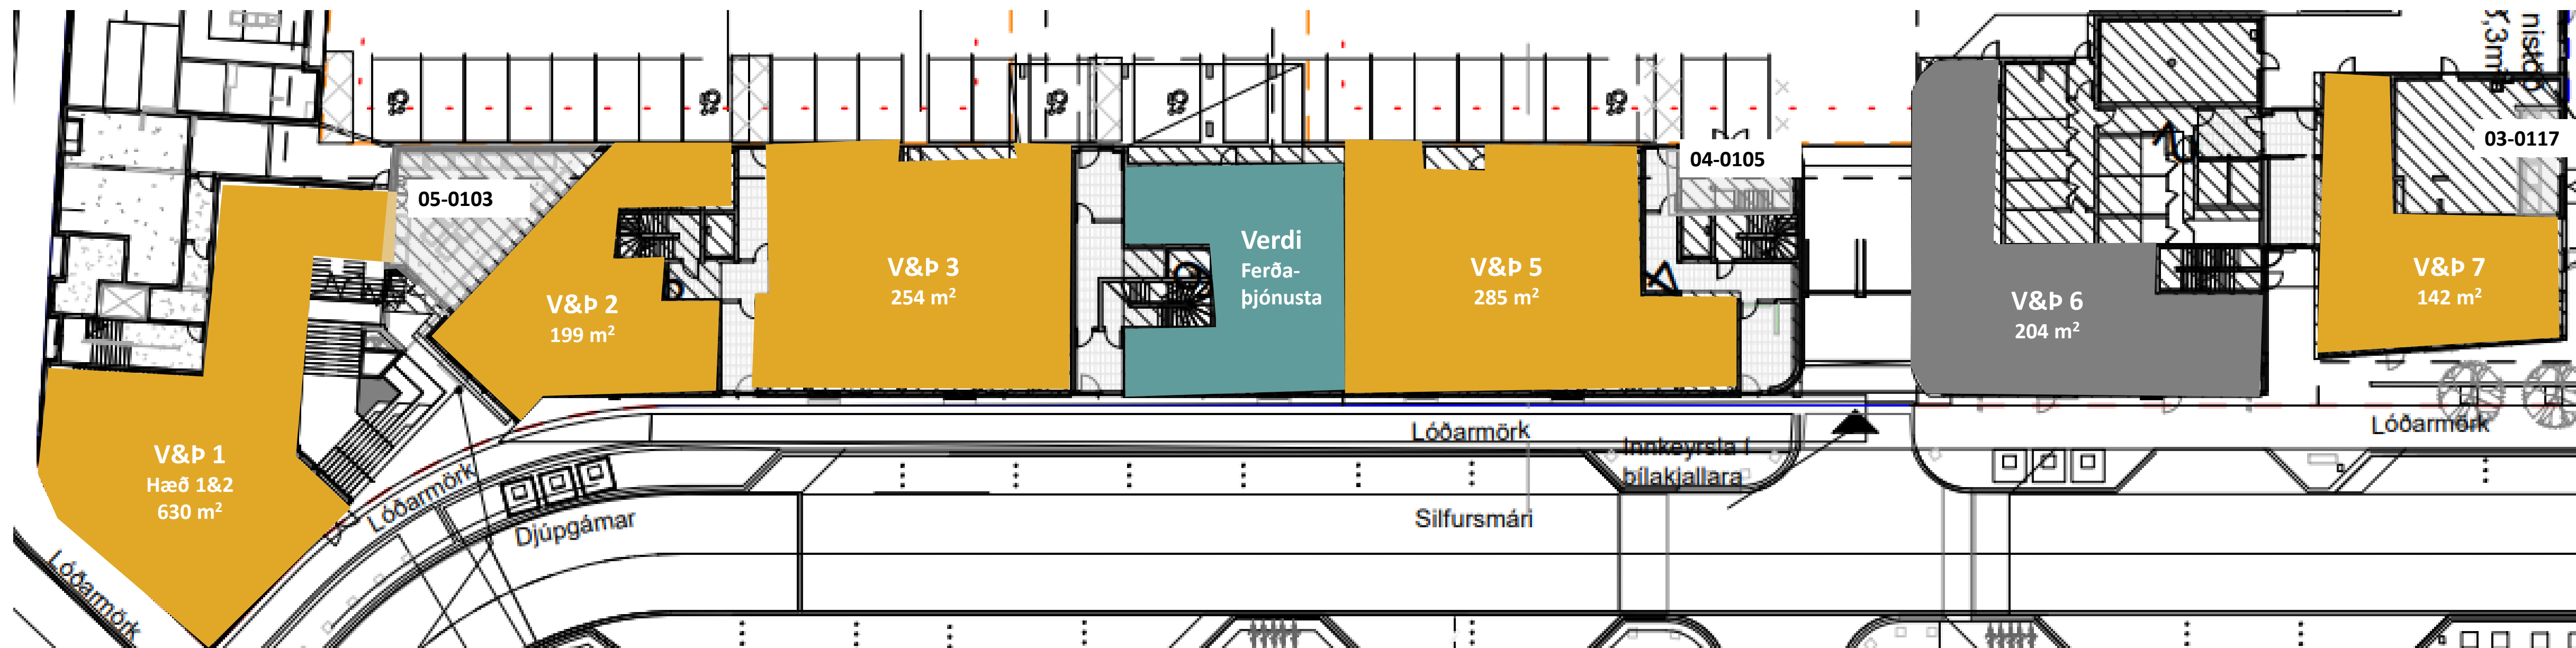 05-0103
04-0105
03-0117
V&Þ 1
Hæð 1&2
630 m²
V&Þ 2
199 m²
V&Þ 3
254 m²
Verdi
Ferða-
þjónusta
V&Þ 5
285 m²
V&Þ 6
204 m²
V&Þ 7
142 m²
Lóðarmörk
Lóðarmörk
Lóðarmörk
Lóðarmörk
Innkeyrsla í
bílakjallara
Djúpgámar
Silfursmári